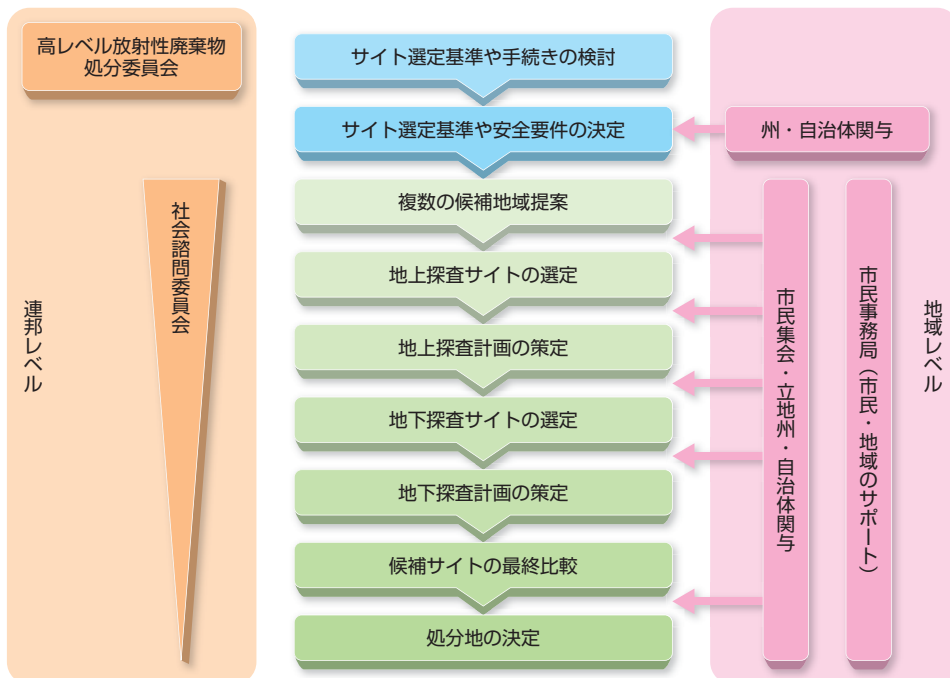 高レベル放射性廃棄物
処分委員会
社会諮問委員会
連邦レベル
サイト選定基準や手続きの検討
サイト選定基準や安全要件の決定
複数の候補地域提案
地上探査サイトの選定
地上探査計画の策定
地下探査サイトの選定
地下探査計画の策定
候補サイトの最終比較
処分地の決定
州・自治体関与
市民集会・立地州・自治体関与
市民事務局（市民・地域のサポート）
地域レベル